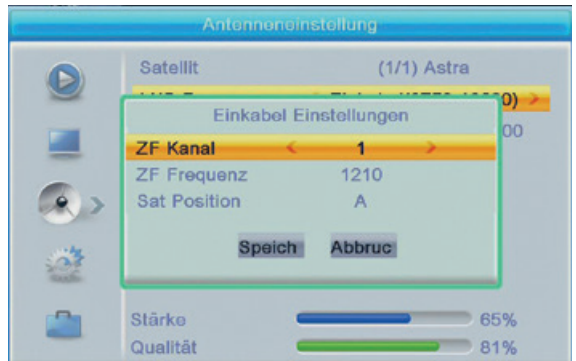 Antenneneinstellung
Satellit (1/1) Astra
Einkabel Einstellungen
00
ZF Kanal < 1 >
ZF Frequenz 1210
Sat Position A
Speich Abbruc
Stärke 65%
Qualität 81%